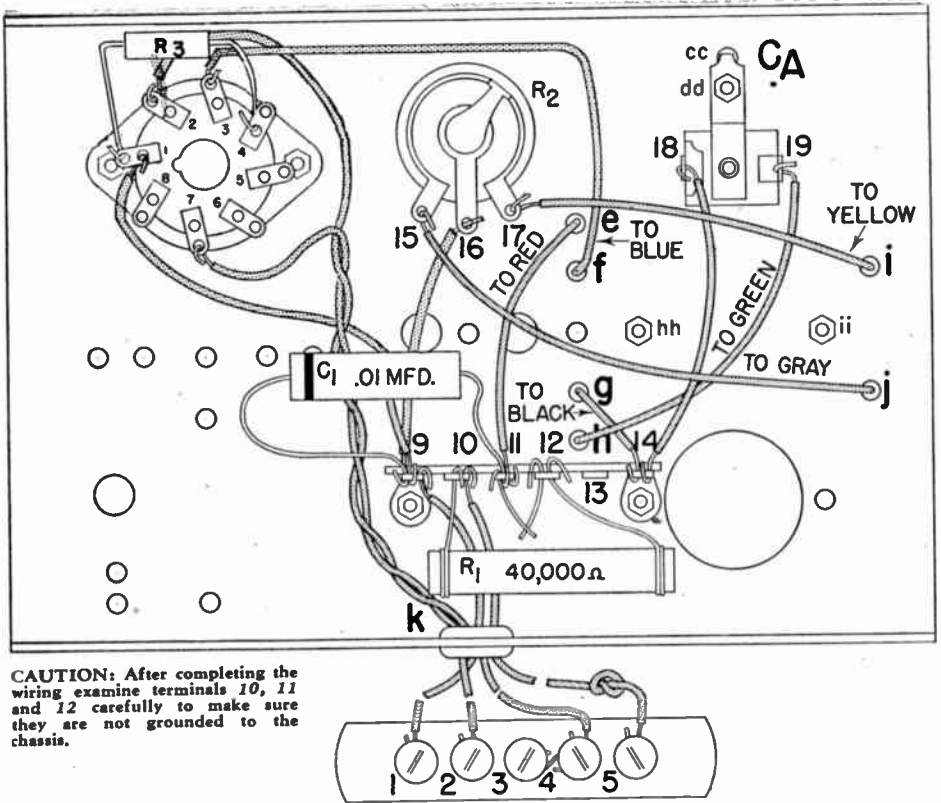 R3
cc
CA
dd
R2
1
2
3
4
5
6
7
8
18
19
15
16
17
e
TO
BLUE
f
TO RED
TO
YELLOW
i
hh
ii
TO GREEN
TO GRAY
j
C1 .01 MFD.
g
TO
BLACK
h
9
10
11
12
13
14
R1 40,000Ω
k
CAUTION: After completing the
wiring examine terminals 10, 11
and 12 carefully to make sure
they are not grounded to the
chassis.
1
2
3
4
5